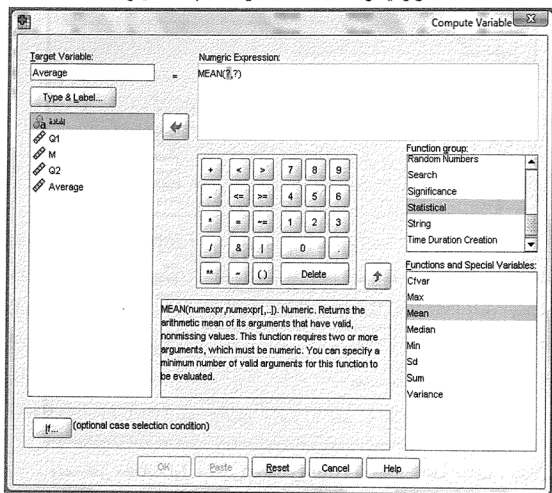 Compute Variable
Target Variable:
Average
=
Numeric Expression:
MEAN(?,?)
Type & Label...
Q1
M
Q2
Average
+ < > 7 8 9
- <= >= 4 5 6
* = ~= 1 2 3
/ & | 0 .
** ~ () Delete
Function group:
Random Numbers
Search
Significance
Statistical
String
Time Duration Creation
Functions and Special Variables:
Cfvar
Max
Mean
Median
Min
Sd
Sum
Variance
MEAN(numexpr,numexpr[,..]). Numeric. Returns the
arithmetic mean of its arguments that have valid,
nonmissing values. This function requires two or more
arguments, which must be numeric. You can specify a
minimum number of valid arguments for this function to
be evaluated.
If... (optional case selection condition)
OK Paste Reset Cancel Help